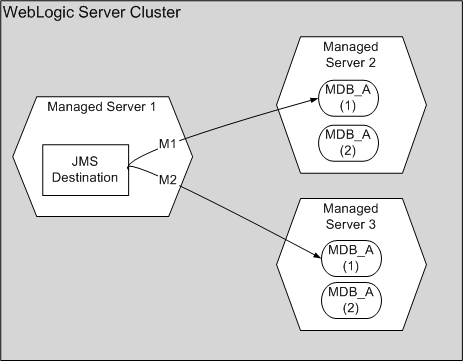 WebLogic Server Cluster
Managed Server 1
JMS
Destination
M1
M2
Managed
Server 2
MDB_A
(1)
MDB_A
(2)
Managed
Server 3
MDB_A
(1)
MDB_A
(2)